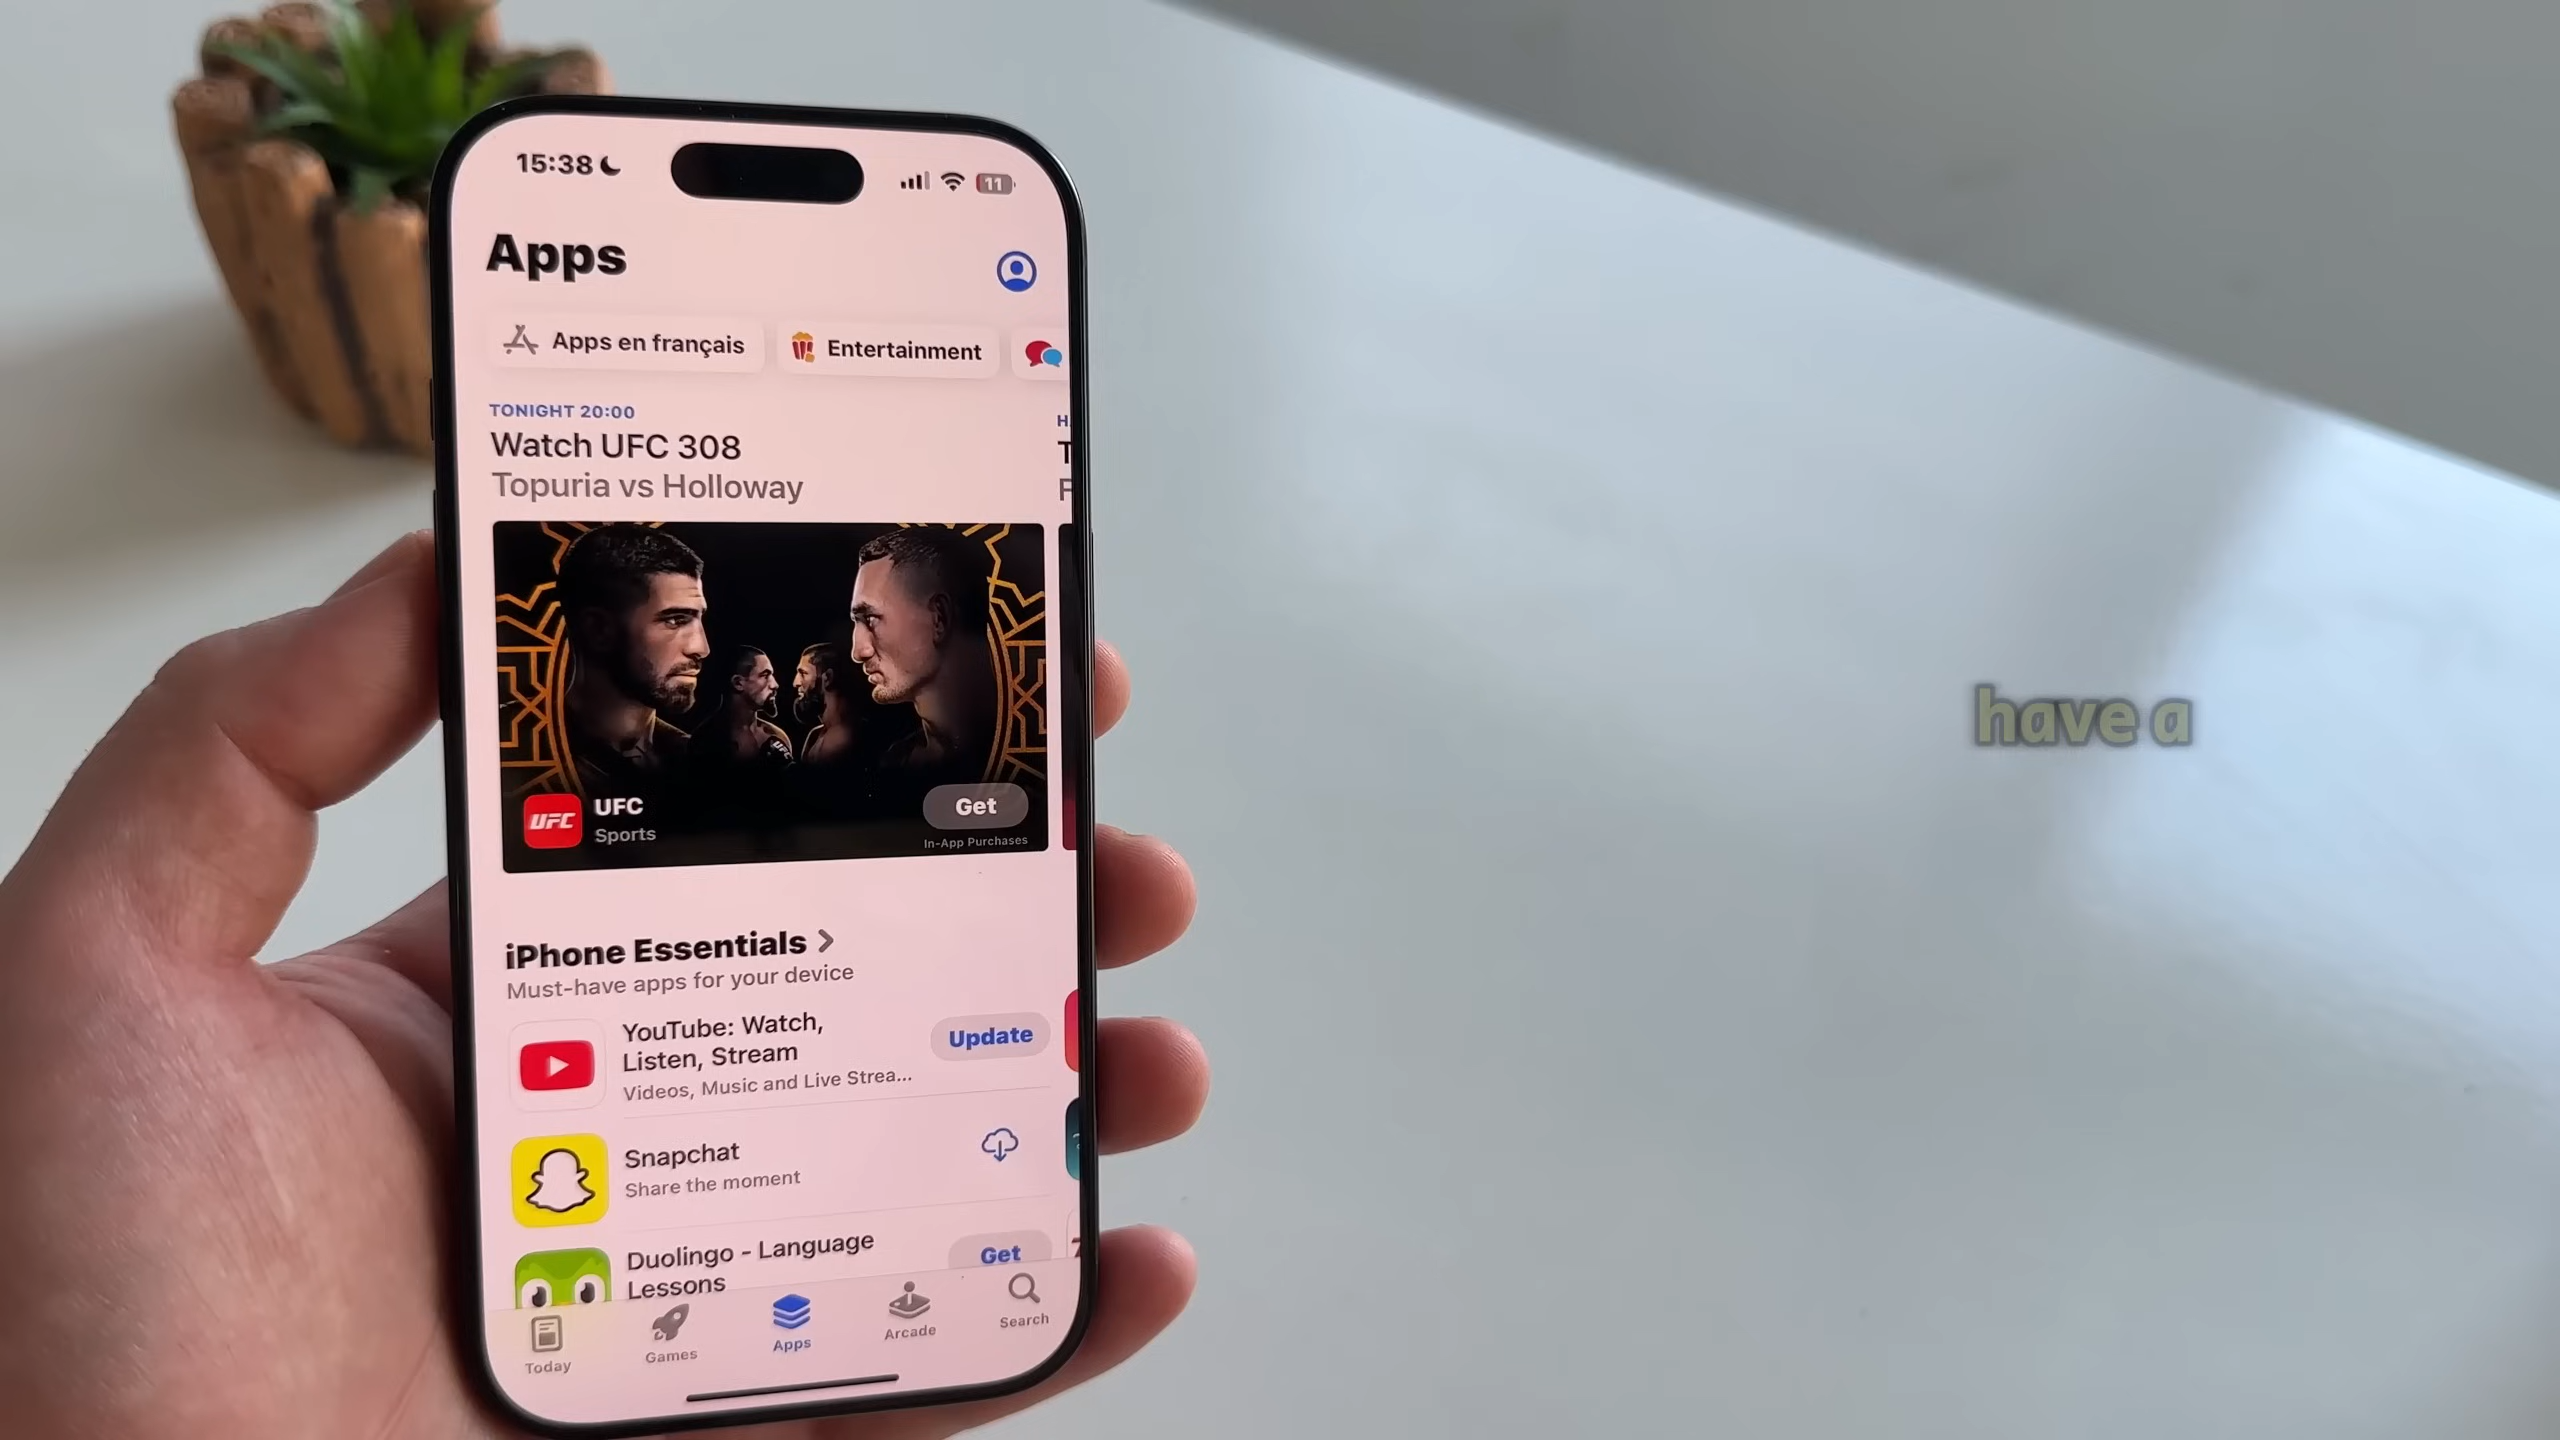 15:38
11
Apps
Apps en français
Entertainment
TONIGHT 20:00
Watch UFC 308
Topuria vs Holloway
H
T
F
UFC
UFC
Sports
Get
In-App Purchases
iPhone Essentials >
Must-have apps for your device
YouTube: Watch,
Listen, Stream
Videos, Music and Live Strea...
Update
Snapchat
Share the moment
Duolingo - Language
Lessons
Get
Today
Games
Apps
Arcade
Search
have a